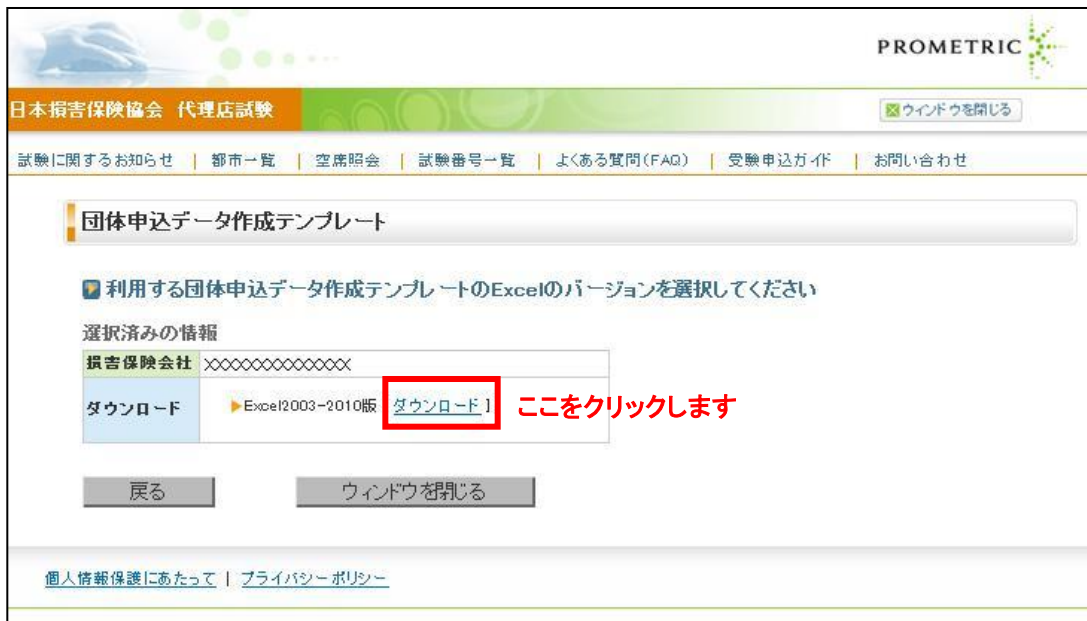 PROMETRIC
日本損害保険協会 代理店試験
ウィンドウを閉じる
試験に関するお知らせ | 都市一覧 | 空席照会 | 試験番号一覧 | よくある質問(FAQ) | 受験申込ガイド | お問い合わせ
団体申込データ作成テンプレート
利用する団体申込データ作成テンプレートのExcelのバージョンを選択してください
選択済みの情報
損害保険会社 XXXXXXXXXXXXXX
ダウンロード ▶Excel2003-2010版 ダウンロード ] ここをクリックします
戻る ウィンドウを閉じる
個人情報保護にあたって | プライバシーポリシー